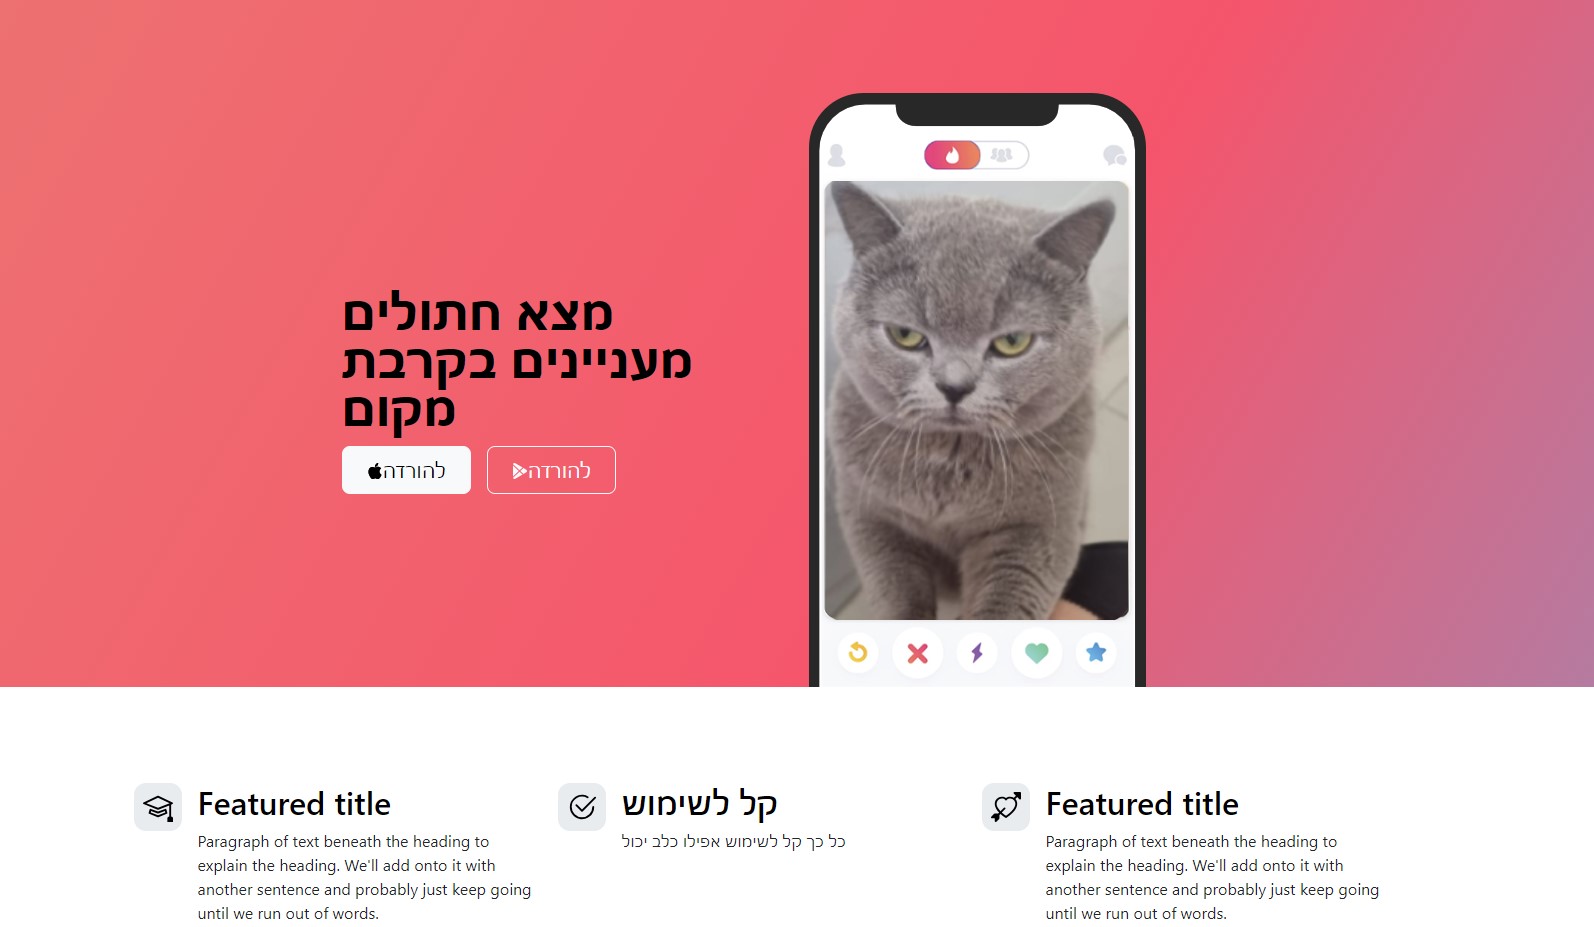 מצא חתולים
מעניינים בקרבת
מקום
להורדה
להורדה
Featured title
Paragraph of text beneath the heading to
explain the heading. We'll add onto it with
another sentence and probably just keep going
until we run out of words.
קל לשימוש
כל כך קל לשימוש אפילו כלב יכול
Featured title
Paragraph of text beneath the heading to
explain the heading. We'll add onto it with
another sentence and probably just keep going
until we run out of words.